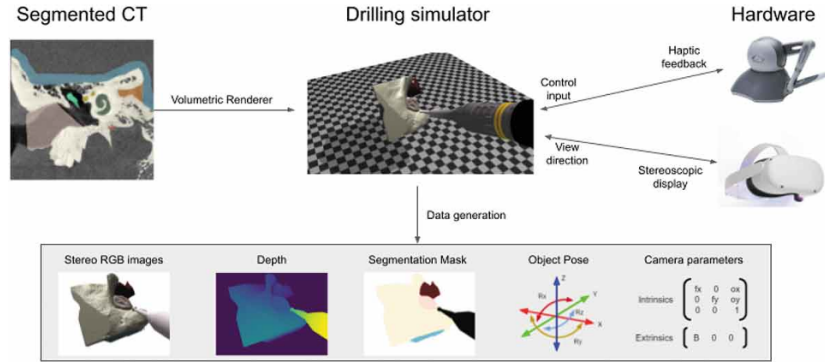 Segmented CT
Drilling simulator
Hardware
Volumetric Renderer
Haptic
feedback
Control
input
View
direction
Stereoscopic
display
Data generation
Stereo RGB images
Depth
Segmentation Mask
Object Pose
Camera parameters
Z
Y
X
Rx
Rz
Ry
Intrinsics
fx 0 ox
0 fy oy
0 0 1
Extrinsics
B 0 0